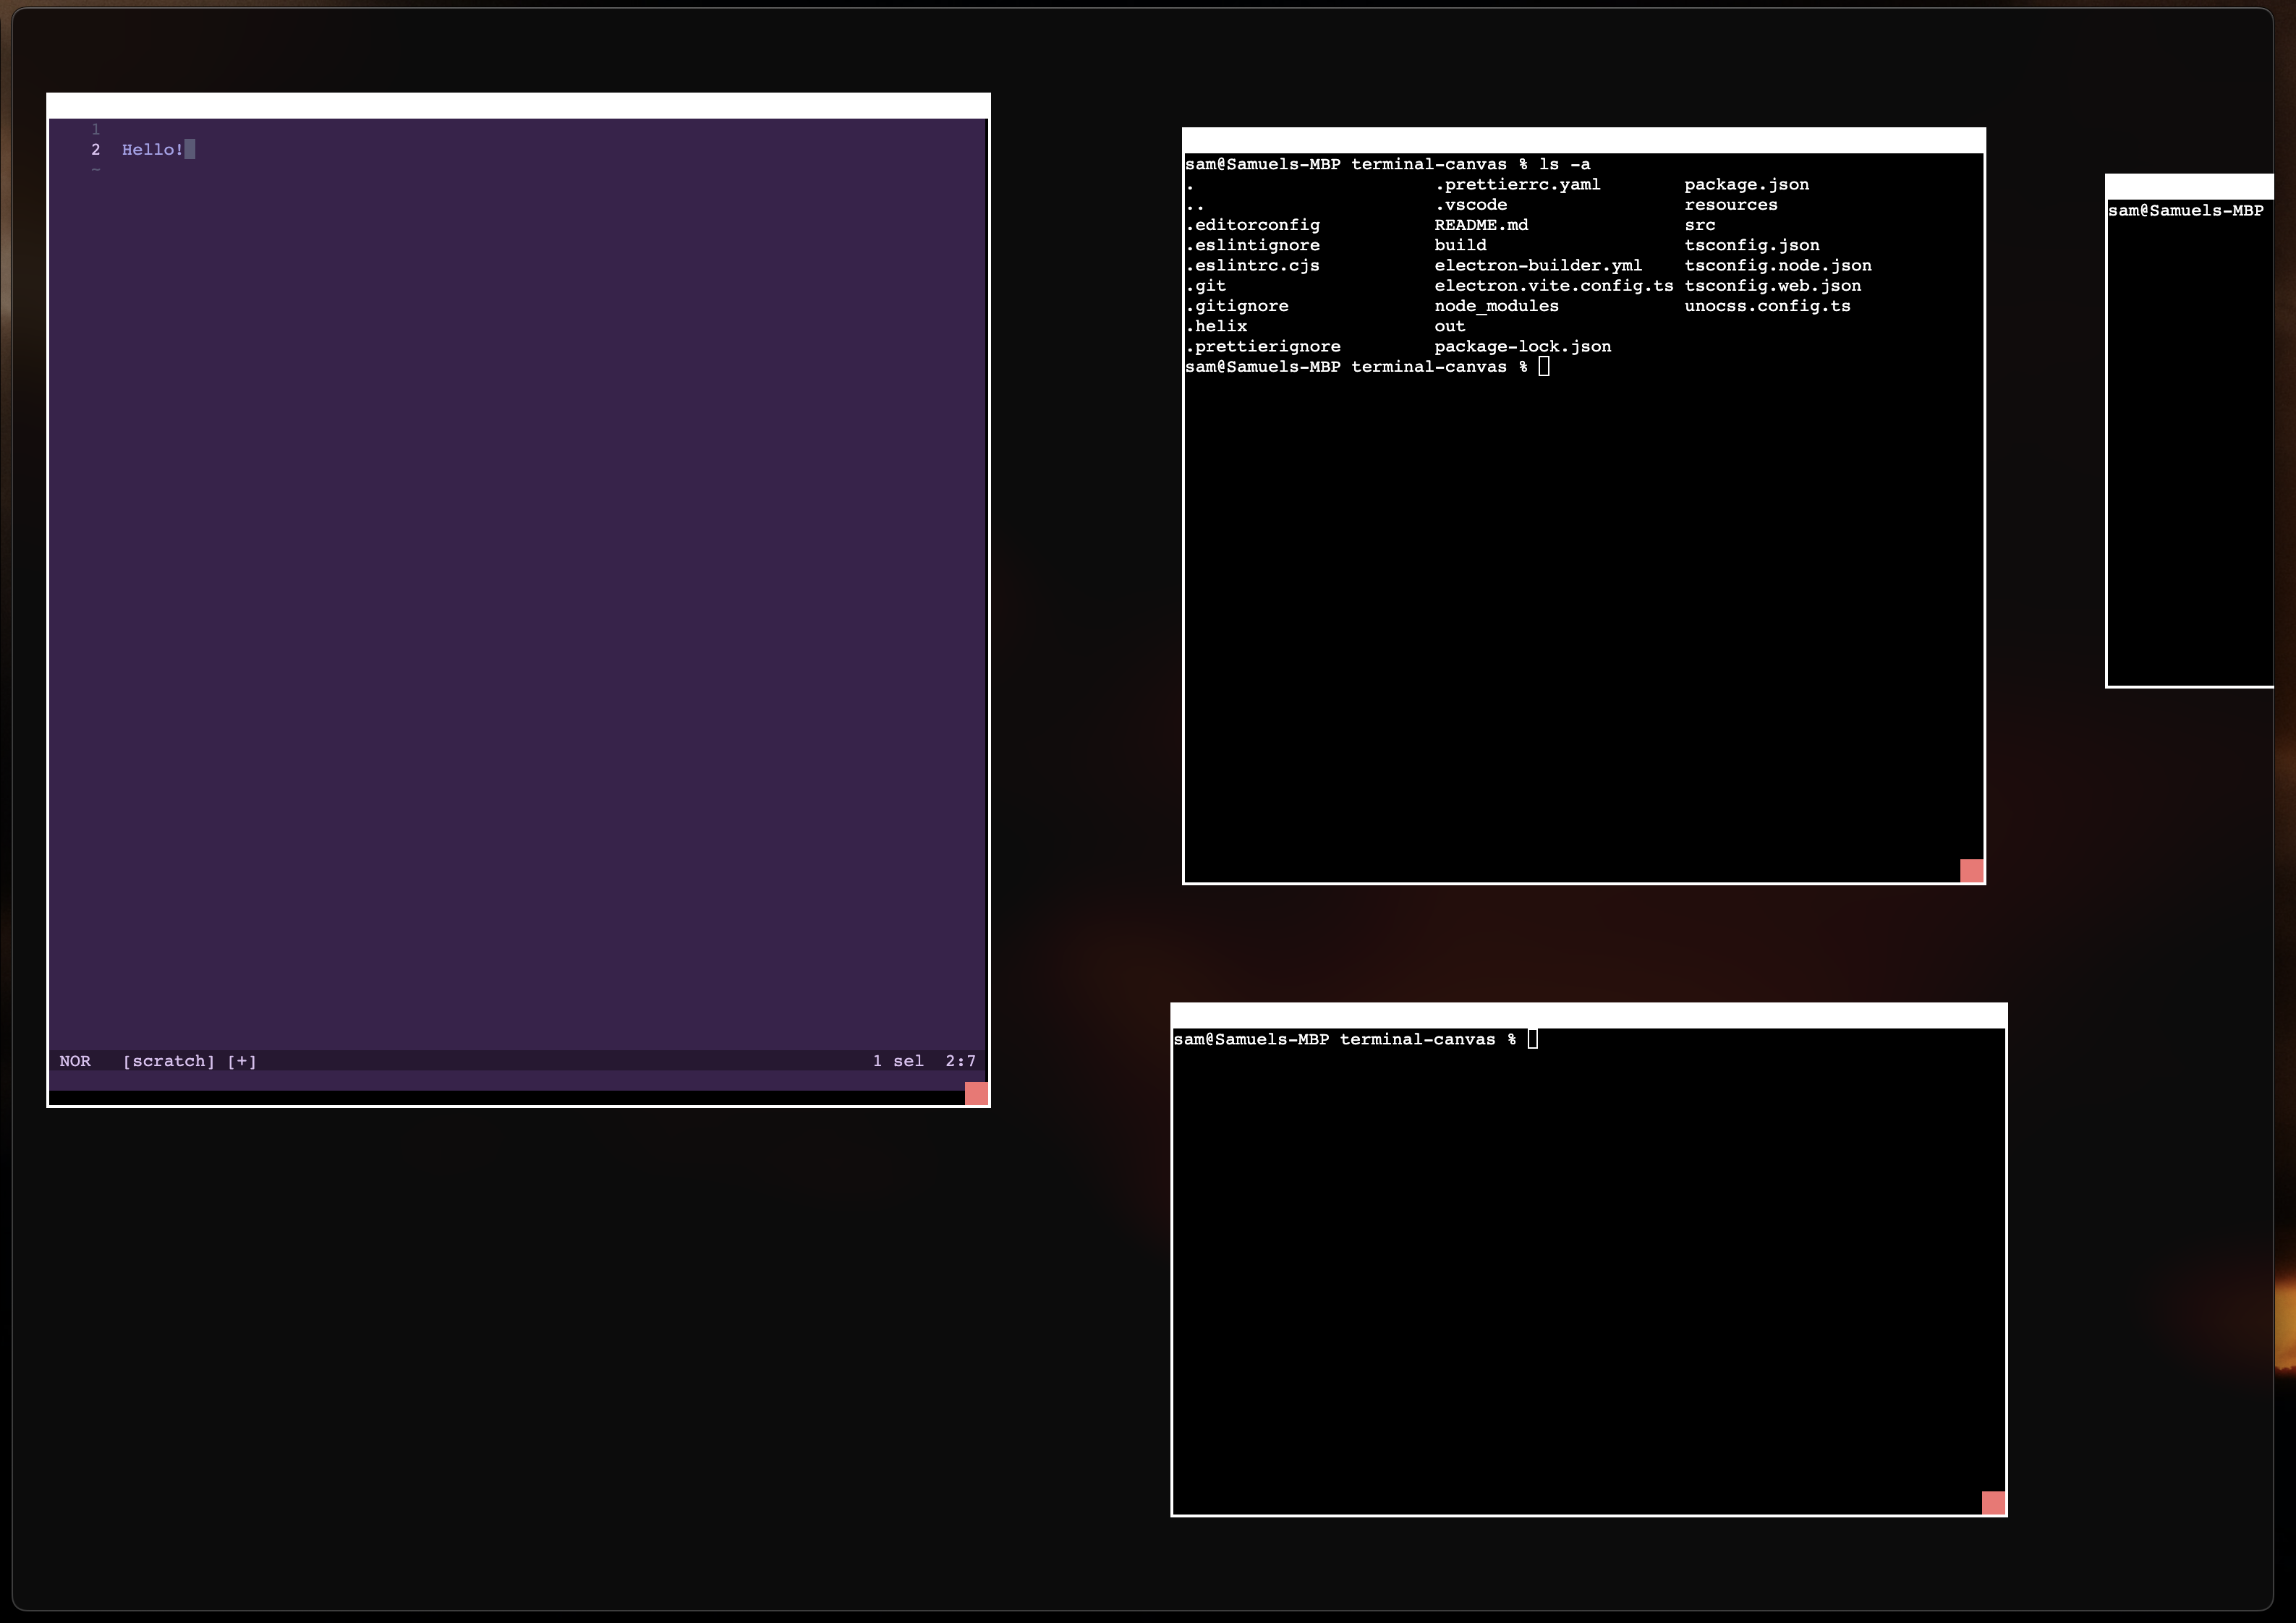 1
2 Hello!
~
NOR [scratch] [+] 1 sel 2:7
sam@Samuels-MBP terminal-canvas % ls -a
. .prettierrc.yaml package.json
.. .vscode resources
.editorconfig README.md src
.eslintignore build tsconfig.json
.eslintrc.cjs electron-builder.yml tsconfig.node.json
.git electron.vite.config.ts tsconfig.web.json
.gitignore node_modules unocss.config.ts
.helix out
.prettierignore package-lock.json
sam@Samuels-MBP terminal-canvas %
sam@Samuels-MBP
sam@Samuels-MBP terminal-canvas %